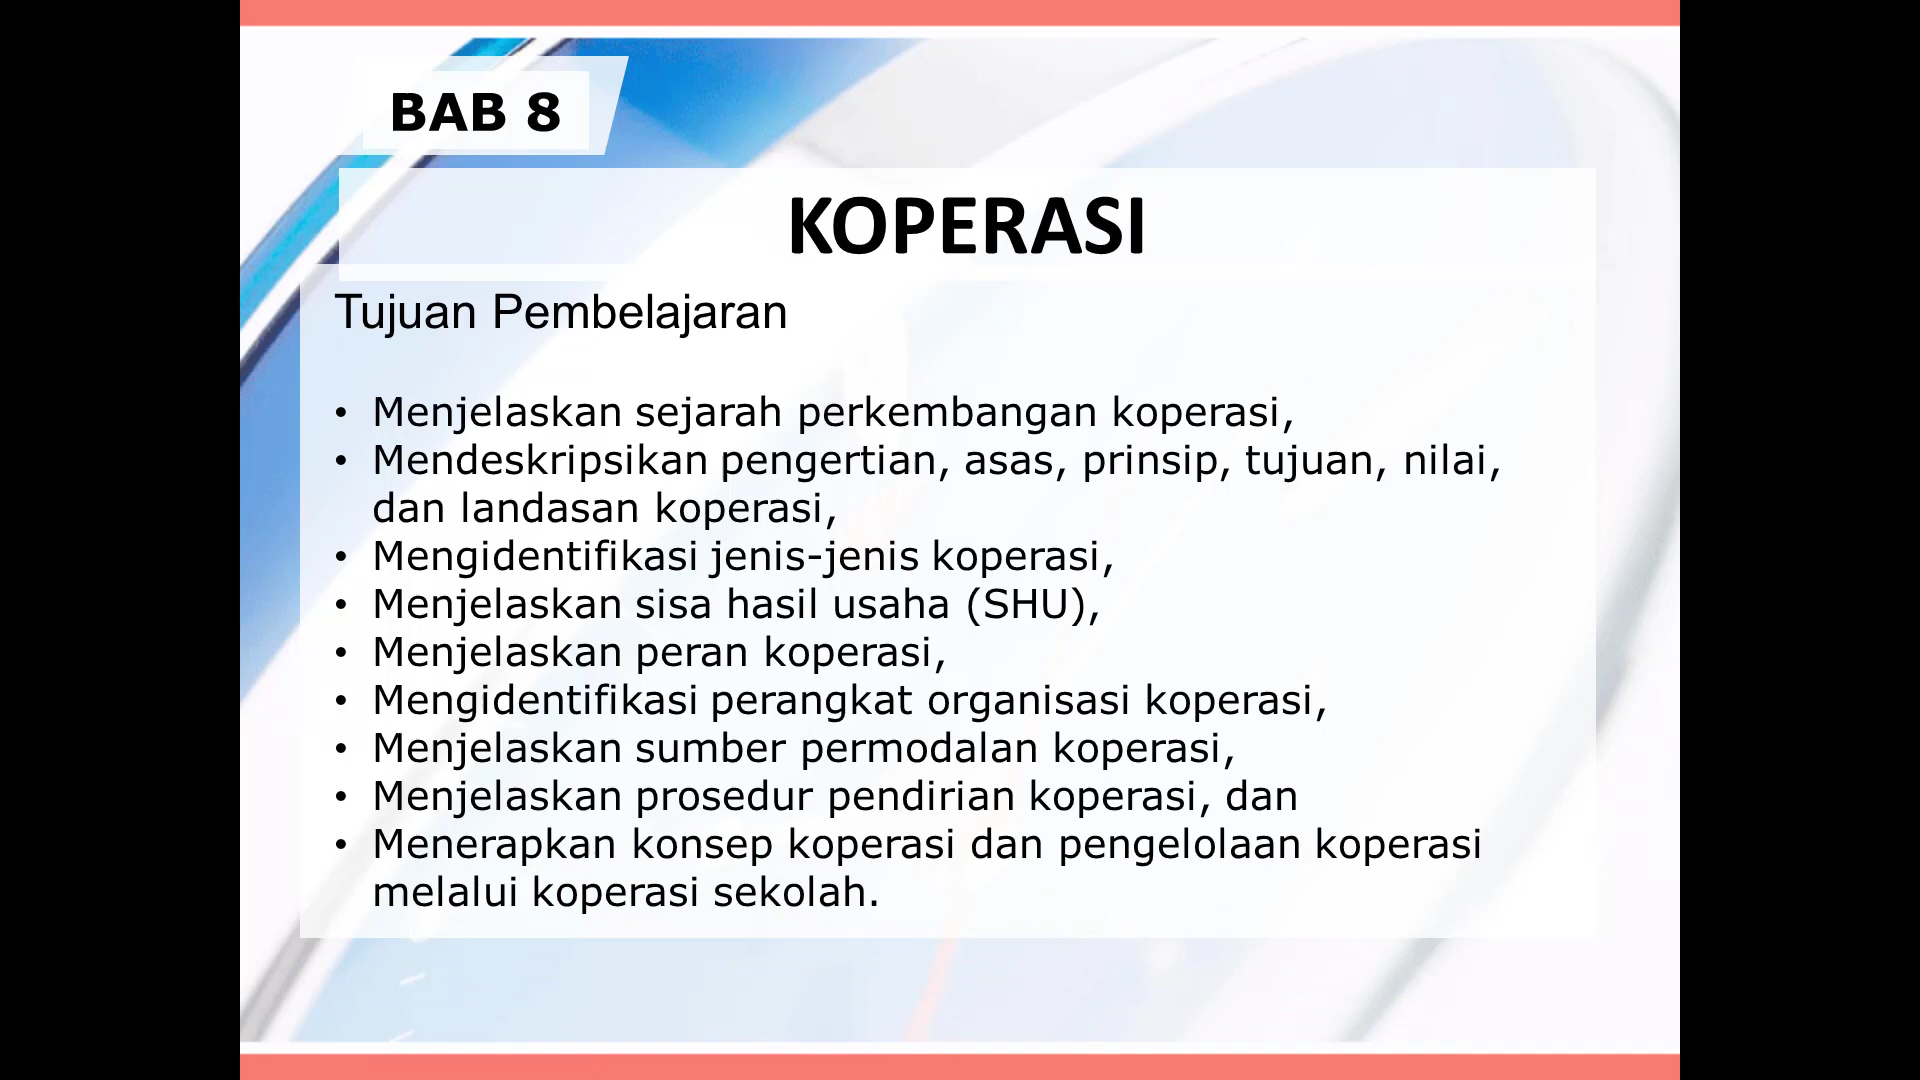 BAB 8
KOPERASI
Tujuan Pembelajaran
• Menjelaskan sejarah perkembangan koperasi,
• Mendeskripsikan pengertian, asas, prinsip, tujuan, nilai,
dan landasan koperasi,
• Mengidentifikasi jenis-jenis koperasi,
• Menjelaskan sisa hasil usaha (SHU),
• Menjelaskan peran koperasi,
• Mengidentifikasi perangkat organisasi koperasi,
• Menjelaskan sumber permodalan koperasi,
• Menjelaskan prosedur pendirian koperasi, dan
• Menerapkan konsep koperasi dan pengelolaan koperasi
melalui koperasi sekolah.